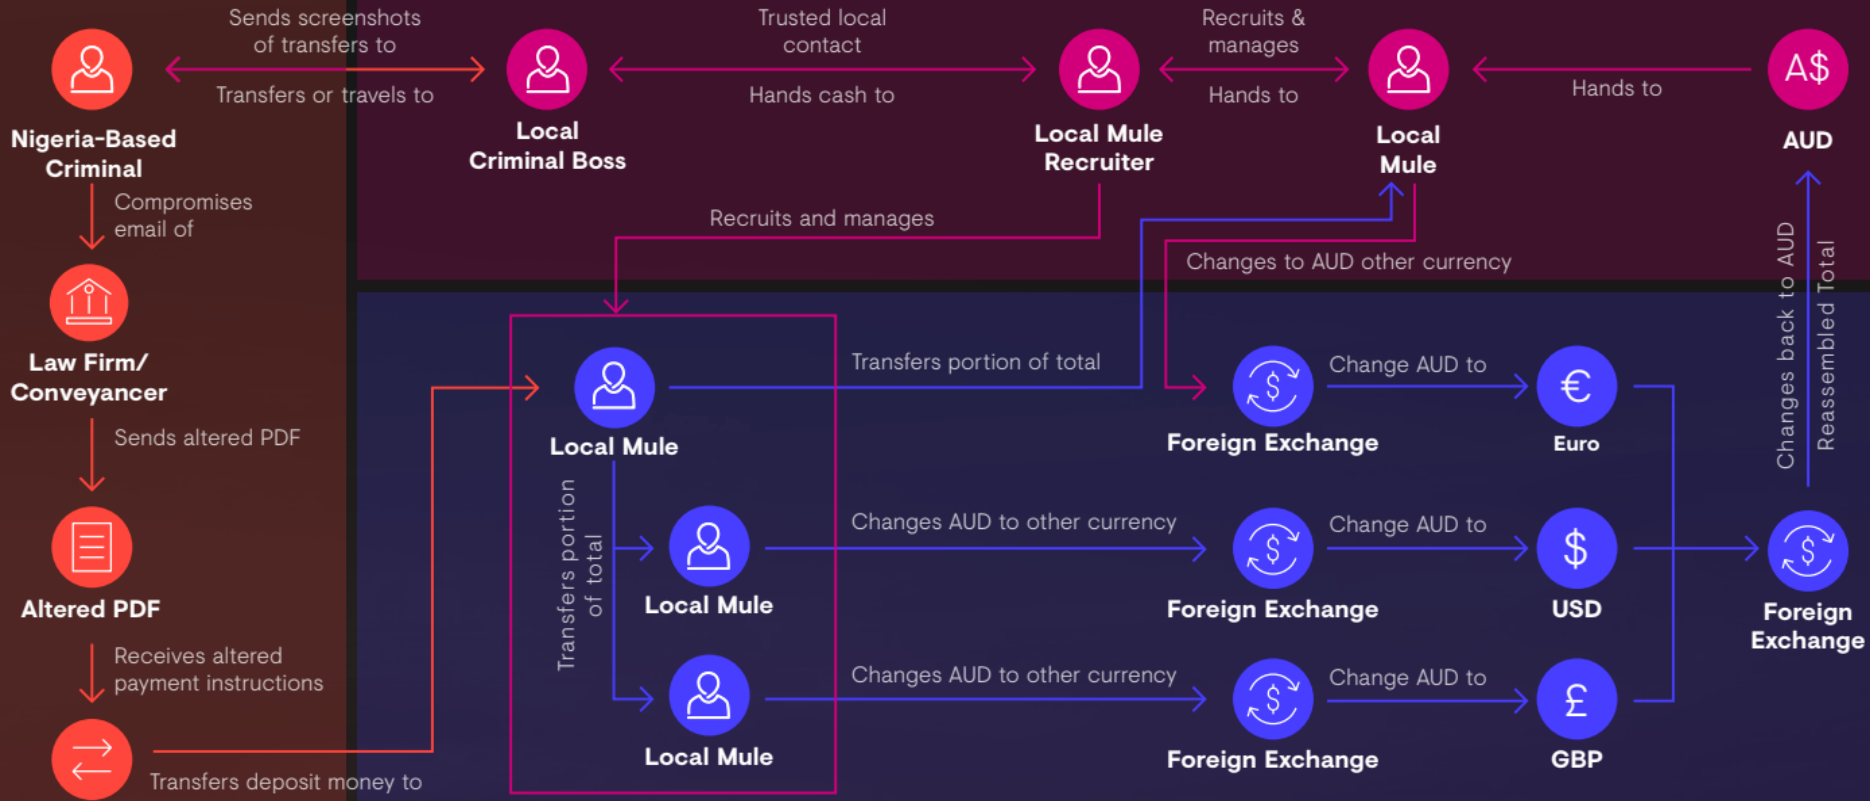 Sends screenshots
of transfers to
Transfers or travels to
Nigeria-Based
Criminal
Trusted local
contact
Hands cash to
Local
Criminal Boss
Recruits &
manages
Hands to
Local Mule
Recruiter
Local
Mule
Hands to
A$
AUD
Compromises
email of
Law Firm/
Conveyancer
Sends altered PDF
Altered PDF
Receives altered
payment instructions
Transfers deposit money to
Recruits and manages
Changes to AUD other currency
Local Mule
Transfers portion of total
$
Foreign Exchange
Change AUD to
€
Euro
Transfers portion
of total
Local Mule
Changes AUD to other currency
$
Foreign Exchange
Change AUD to
$
USD
Local Mule
Changes AUD to other currency
$
Foreign Exchange
Change AUD to
£
GBP
$
Foreign
Exchange
Changes back to AUD
Reassembled Total